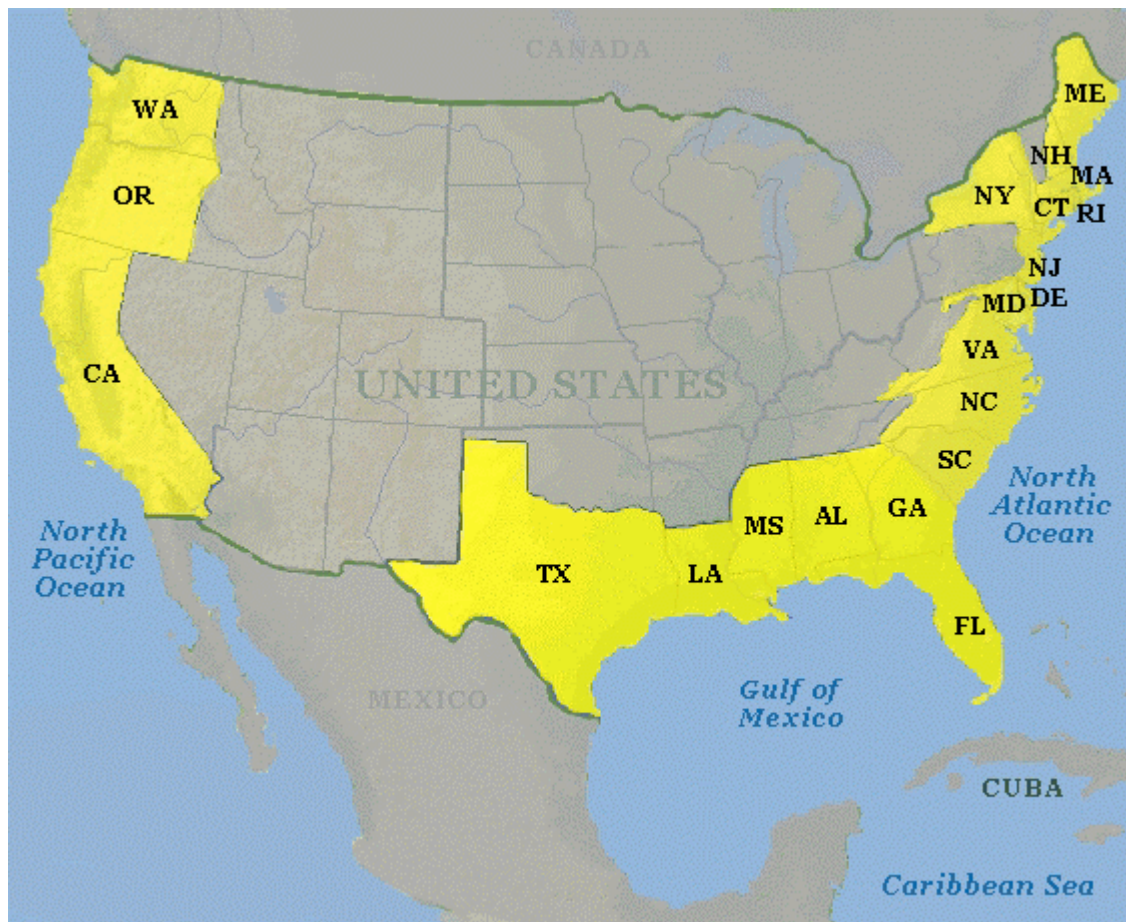 CANADA
WA
ME
OR
NH
MA
NY
CT
RI
NJ
MD
DE
VA
CA
UNITED STATES
NC
SC
North
Atlantic
Ocean
GA
AL
MS
North
Pacific
Ocean
TX
LA
FL
MEXICO
Gulf of
Mexico
CUBA
Caribbean Sea